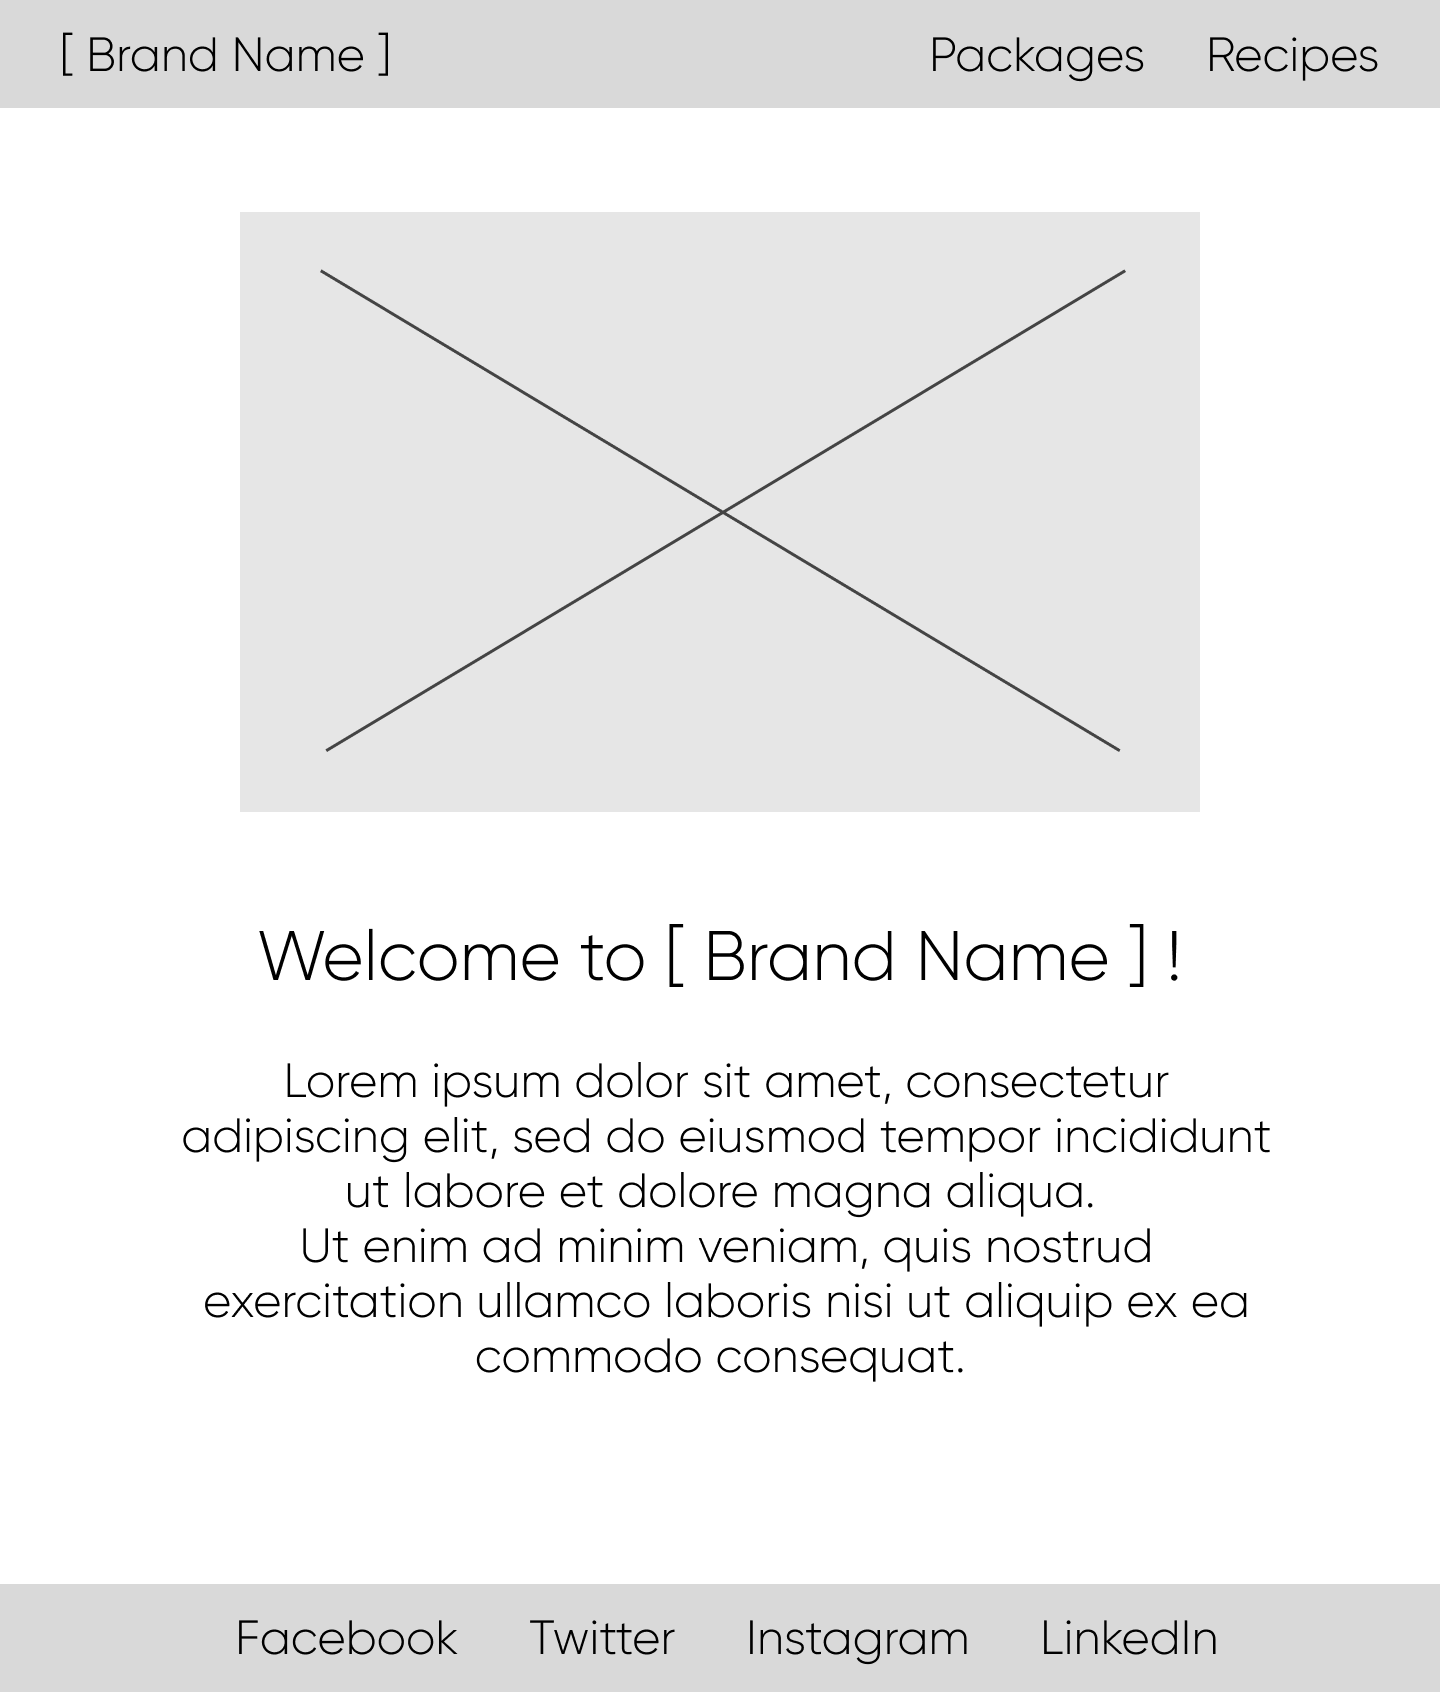 [ Brand Name ] Packages Recipes
Welcome to [ Brand Name ] !
Lorem ipsum dolor sit amet, consectetur
adipiscing elit, sed do eiusmod tempor incididunt
ut labore et dolore magna aliqua.
Ut enim ad minim veniam, quis nostrud
exercitation ullamco laboris nisi ut aliquip ex ea
commodo consequat.
Facebook Twitter Instagram LinkedIn